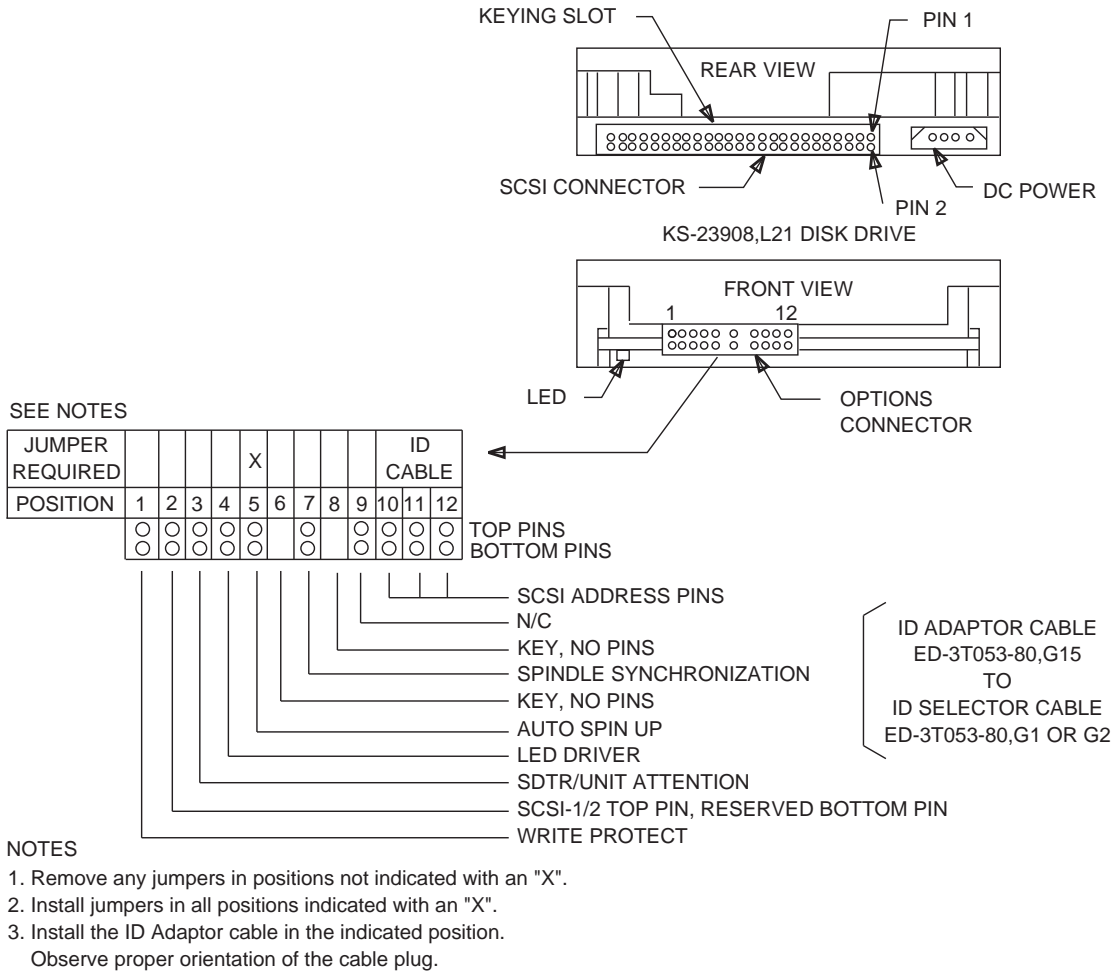 KEYING SLOT
PIN 1
REAR VIEW
SCSI CONNECTOR
PIN 2
DC POWER
KS-23908,L21 DISK DRIVE
FRONT VIEW
1 12
LED
OPTIONS
CONNECTOR
SEE NOTES
JUMPER
REQUIRED
X
ID
CABLE
POSITION 1 2 3 4 5 6 7 8 9 10 11 12
TOP PINS
BOTTOM PINS
SCSI ADDRESS PINS
N/C
KEY, NO PINS
SPINDLE SYNCHRONIZATION
KEY, NO PINS
AUTO SPIN UP
LED DRIVER
SDTR/UNIT ATTENTION
SCSI-1/2 TOP PIN, RESERVED BOTTOM PIN
WRITE PROTECT
ID ADAPTOR CABLE
ED-3T053-80,G15
TO
ID SELECTOR CABLE
ED-3T053-80,G1 OR G2
NOTES
1. Remove any jumpers in positions not indicated with an "X".
2. Install jumpers in all positions indicated with an "X".
3. Install the ID Adaptor cable in the indicated position.
Observe proper orientation of the cable plug.